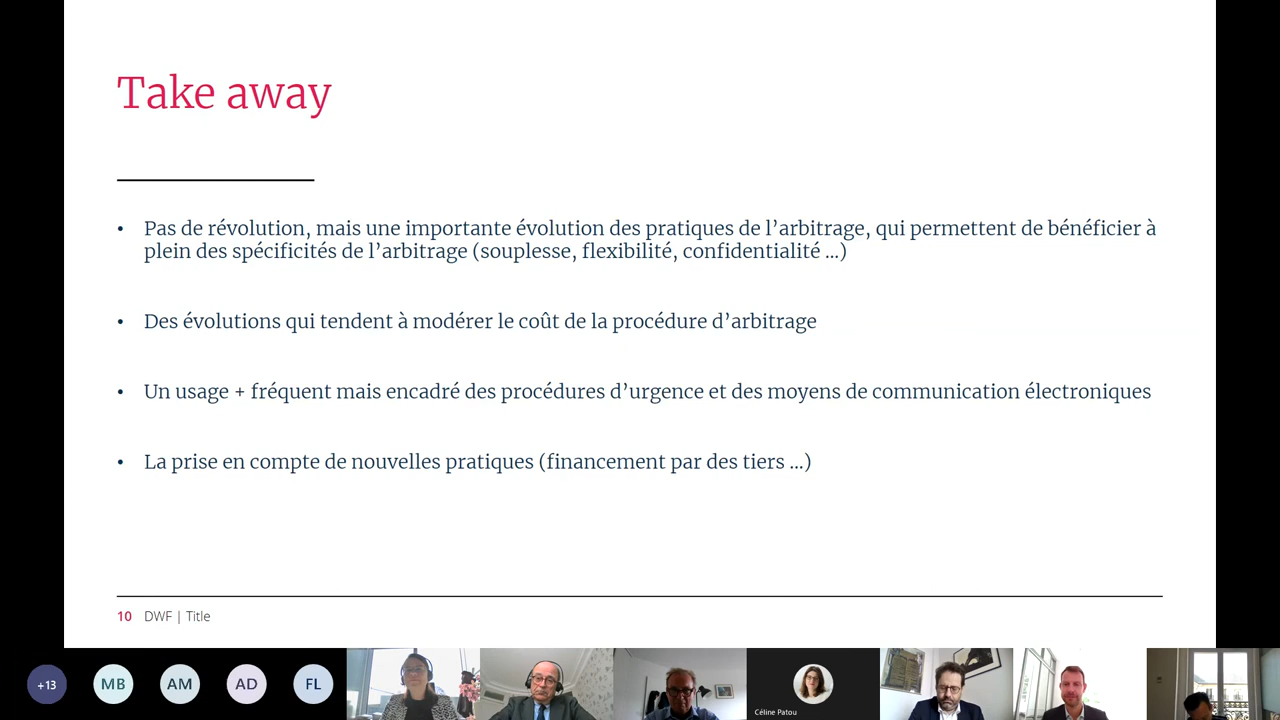 Take away
• Pas de révolution, mais une importante évolution des pratiques de l’arbitrage, qui permettent de bénéficier à
plein des spécificités de l’arbitrage (souplesse, flexibilité, confidentialité ...)
• Des évolutions qui tendent à modérer le coût de la procédure d’arbitrage
• Un usage + fréquent mais encadré des procédures d’urgence et des moyens de communication électroniques
• La prise en compte de nouvelles pratiques (financement par des tiers ...)
10 DWF | Title
+13 MB AM AD FL
Céline Patou